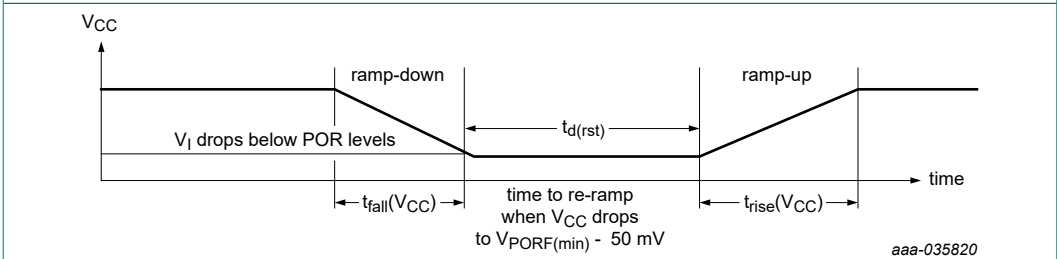 VCC
ramp-down
ramp-up
td(rst)
VI drops below POR levels
time
tfall(VCC)
time to re-ramp
when VCC drops
to VPORF(min) - 50 mV
trise(VCC)
aaa-035820